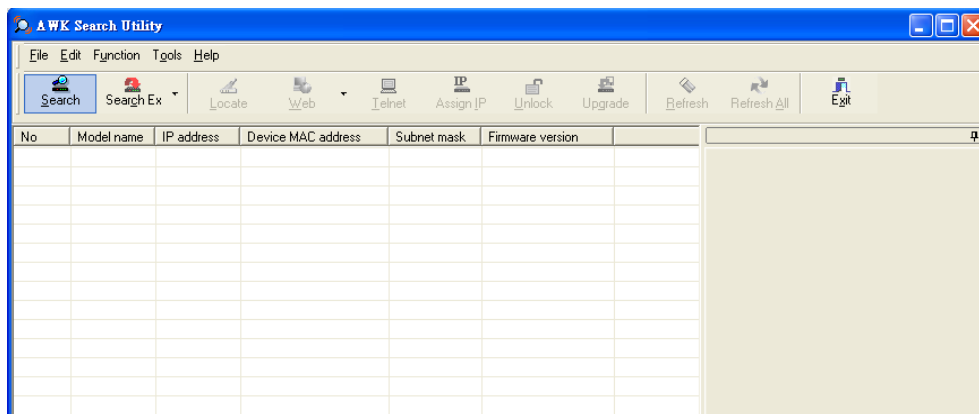 AWK Search Utility
File Edit Function Tools Help
Search Search Ex Locate Web Telnet Assign IP Unlock Upgrade Refresh Refresh All Exit
No Model name IP address Device MAC address Subnet mask Firmware version